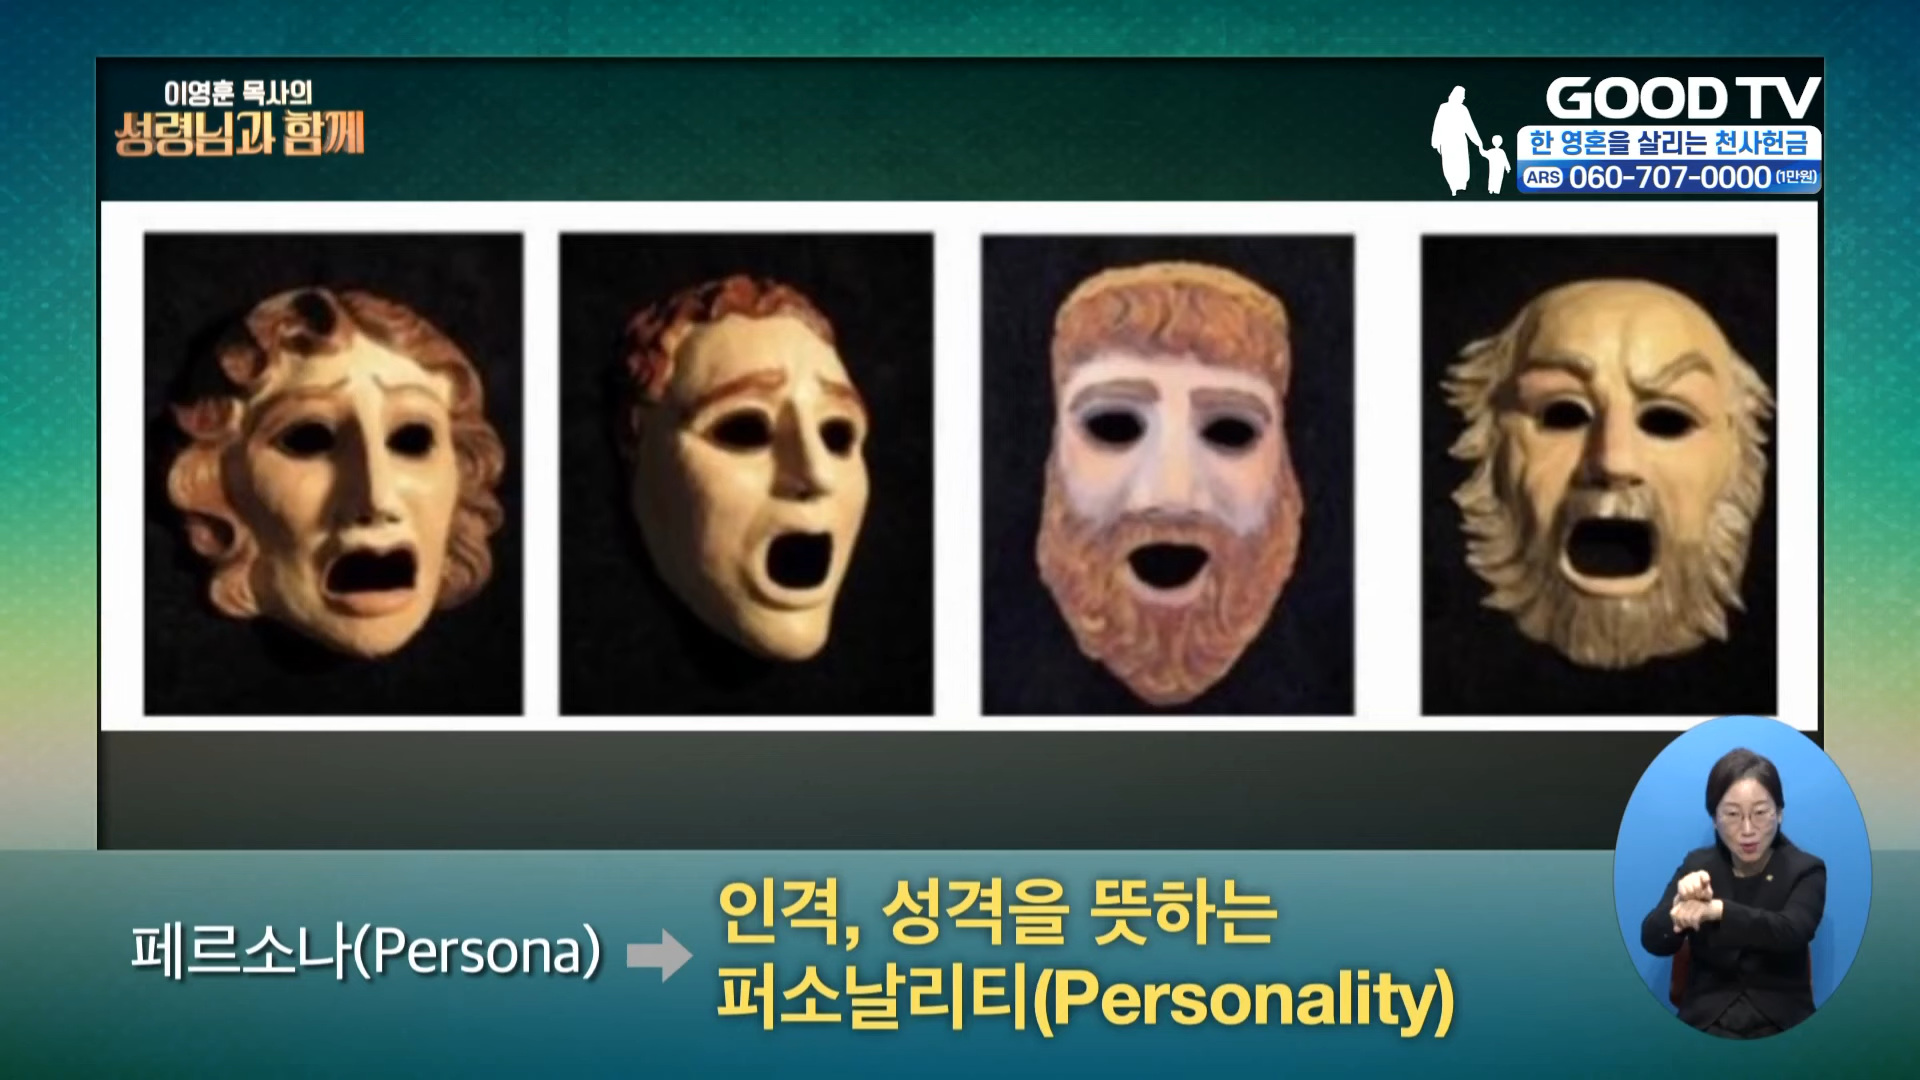 이영훈 목사의
성령님과 함께
GOOD TV
한 영혼을 살리는 천사헌금
ARS 060-707-0000 (1만원)
페르소나(Persona)
인격, 성격을 뜻하는
퍼소날리티(Personality)